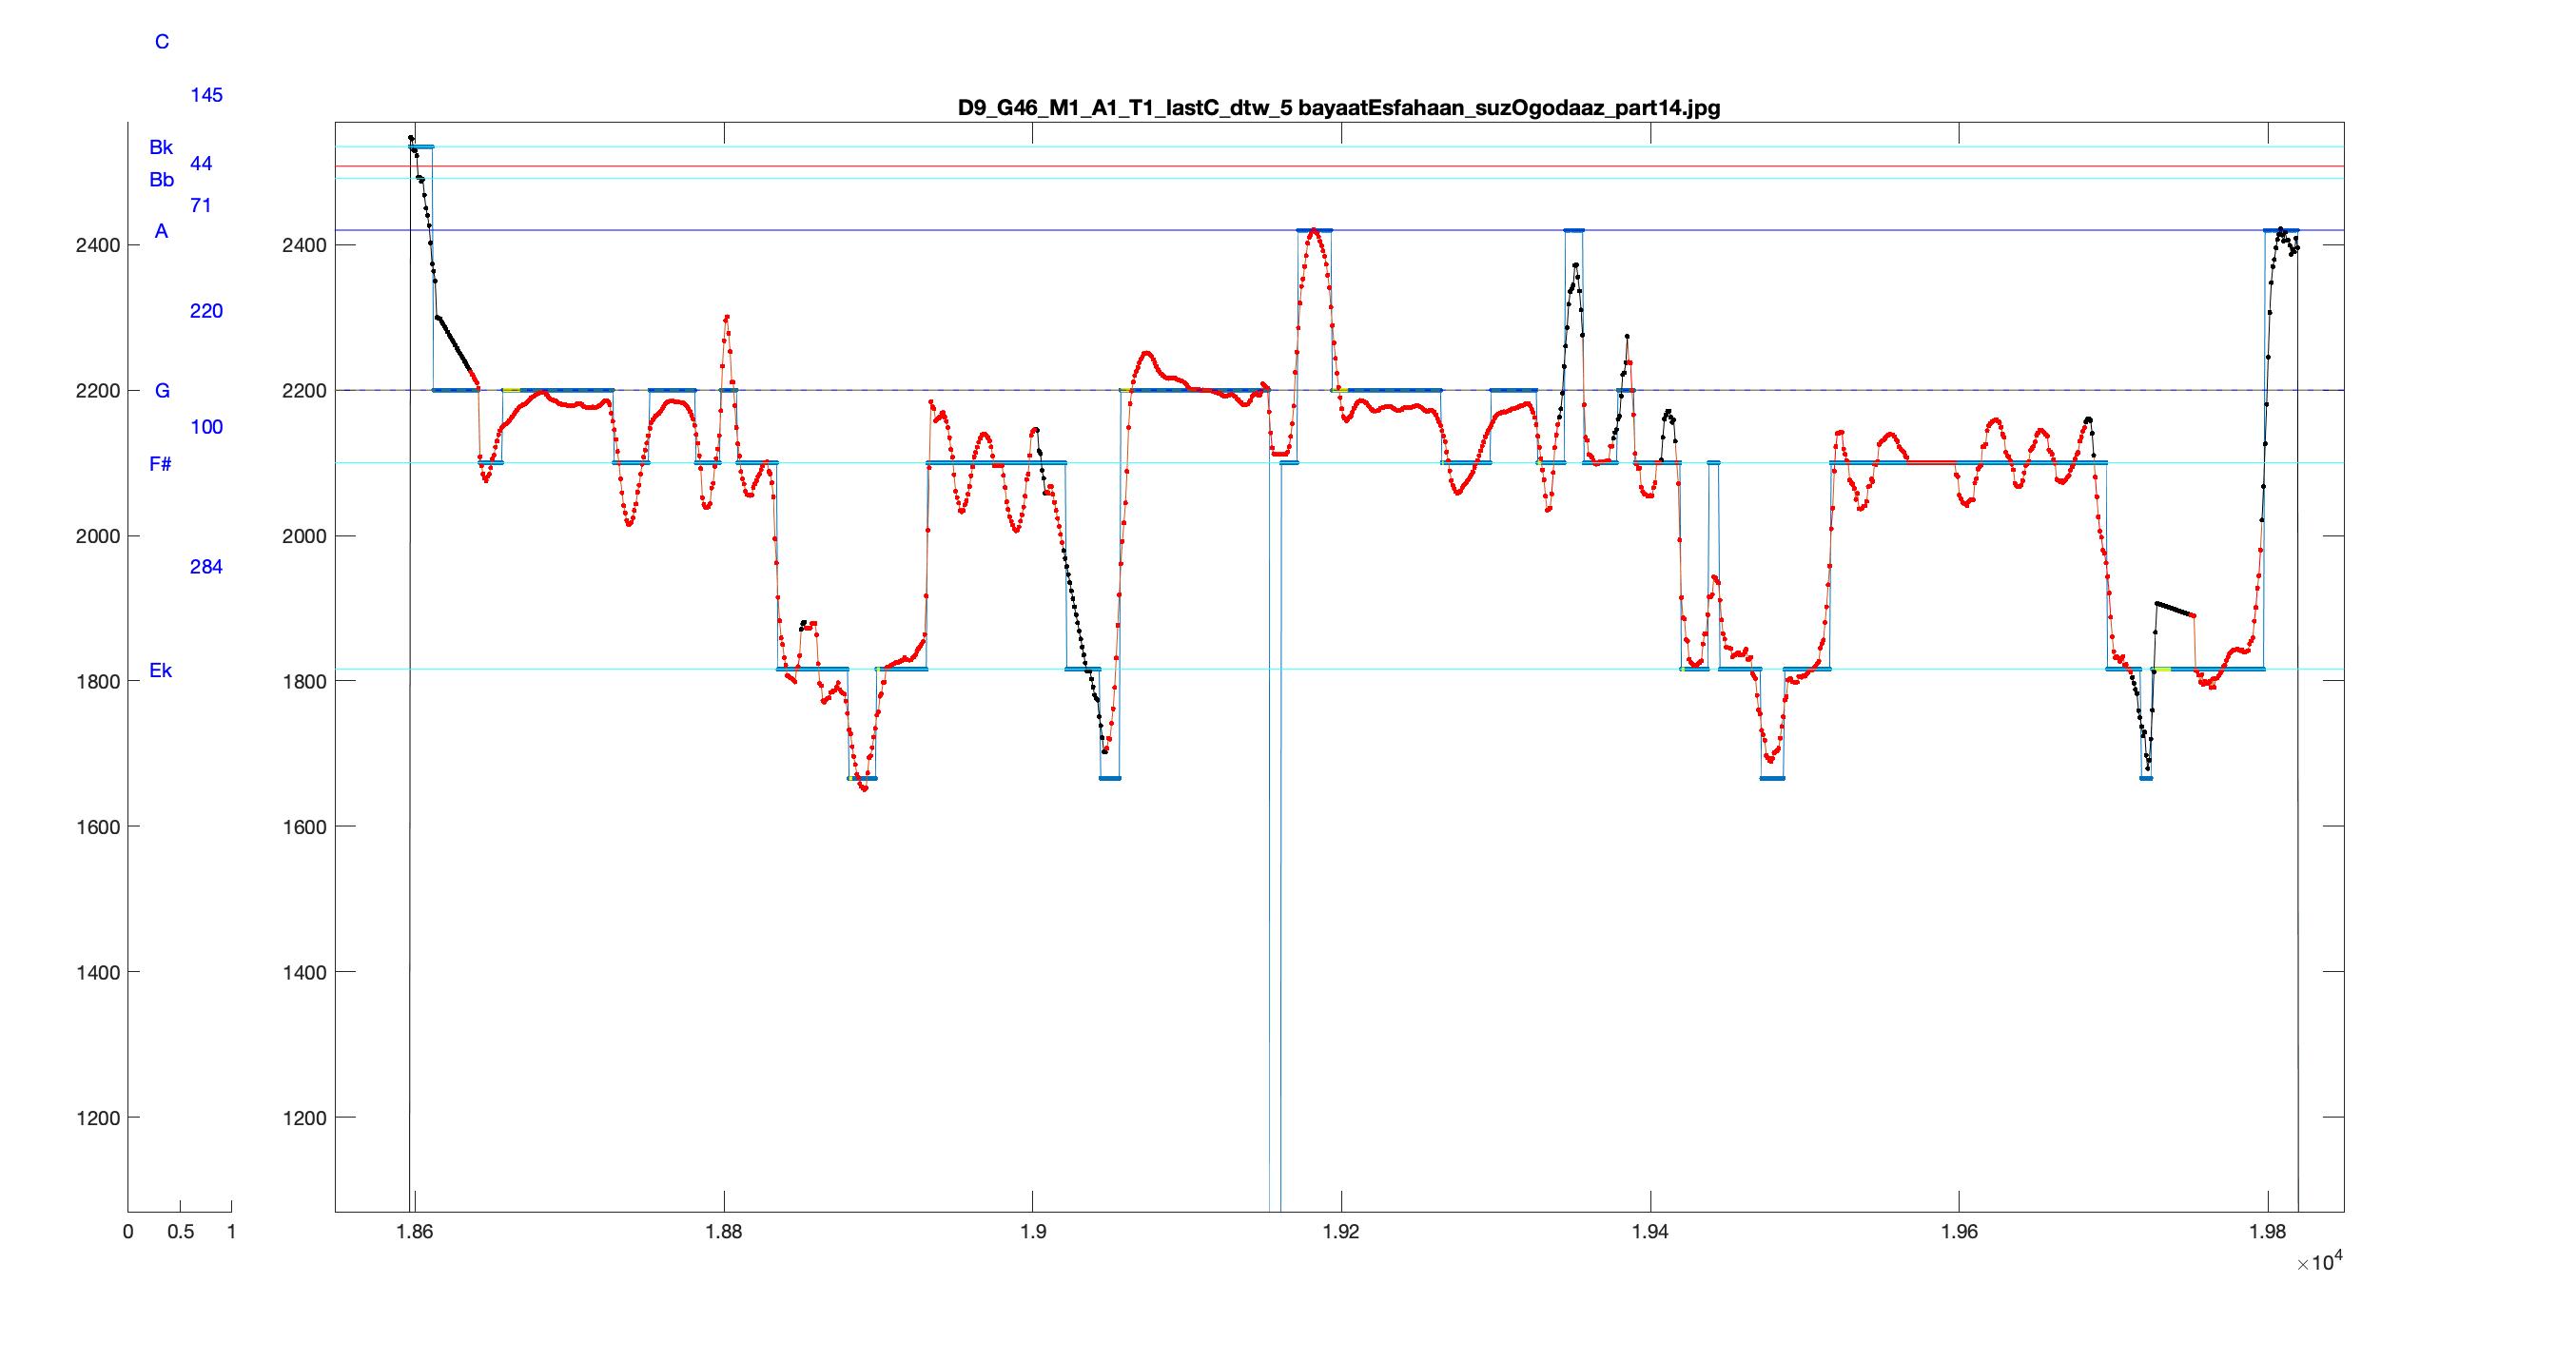 C
145
D9_G46_M1_A1_T1_lastC_dtw_5 bayaatEsfahaan_suzOgodaaz_part14.jpg
Bk
44
Bb
71
A
2400 2400
220
2200 G 2200
100
F#
2000 2000
284
Ek
1800 1800
1600 1600
1400 1400
1200 1200
0 0.5 1 1.86 1.88 1.9 1.92 1.94 1.96 1.98
×10⁴